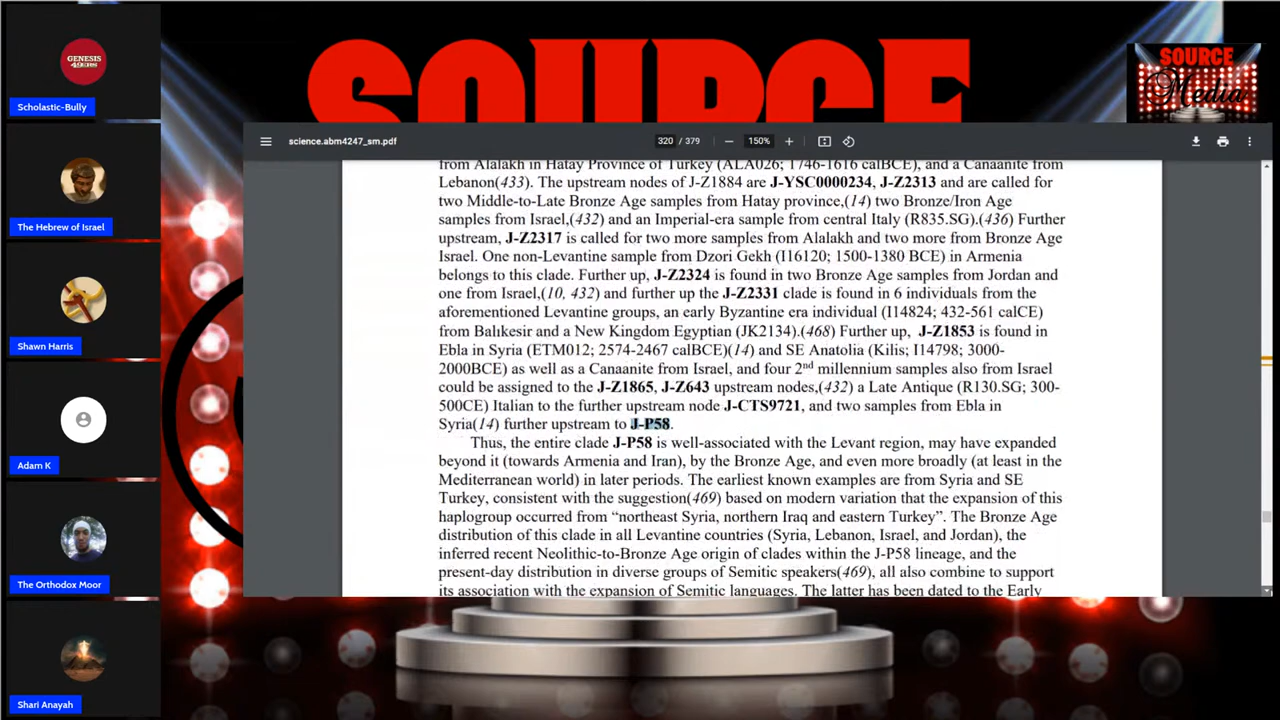 SOURCE
GENESIS
49ERS
Scholastic-Bully
The Hebrew of Israel
Shawn Harris
Adam K
The Orthodox Moor
Shari Anayah
SOURCE
Media
science.abm4247_sm.pdf
320 / 379
150%
from Alalakh in Hatay Province of Turkey (ALA026; 1746-1616 calBCE), and a Canaanite from
Lebanon(433). The upstream nodes of J-Z1884 are J-YSC0000234, J-Z2313 and are called for
two Middle-to-Late Bronze Age samples from Hatay province,(14) two Bronze/Iron Age
samples from Israel,(432) and an Imperial-era sample from central Italy (R835.SG).(436) Further
upstream, J-Z2317 is called for two more samples from Alalakh and two more from Bronze Age
Israel. One non-Levantine sample from Dzori Gekh (I16120; 1500-1380 BCE) in Armenia
belongs to this clade. Further up, J-Z2324 is found in two Bronze Age samples from Jordan and
one from Israel,(10, 432) and further up the J-Z2331 clade is found in 6 individuals from the
aforementioned Levantine groups, an early Byzantine era individual (I14824; 432-561 calCE)
from Balıkesir and a New Kingdom Egyptian (JK2134).(468) Further up, J-Z1853 is found in
Ebla in Syria (ETM012; 2574-2467 calBCE)(14) and SE Anatolia (Kilis; I14798; 3000-
2000BCE) as well as a Canaanite from Israel, and four 2nd millennium samples also from Israel
could be assigned to the J-Z1865, J-Z643 upstream nodes,(432) a Late Antique (R130.SG; 300-
500CE) Italian to the further upstream node J-CTS9721, and two samples from Ebla in
Syria(14) further upstream to J-P58.
Thus, the entire clade J-P58 is well-associated with the Levant region, may have expanded
beyond it (towards Armenia and Iran), by the Bronze Age, and even more broadly (at least in the
Mediterranean world) in later periods. The earliest known examples are from Syria and SE
Turkey, consistent with the suggestion(469) based on modern variation that the expansion of this
haplogroup occurred from “northeast Syria, northern Iraq and eastern Turkey”. The Bronze Age
distribution of this clade in all Levantine countries (Syria, Lebanon, Israel, and Jordan), the
inferred recent Neolithic-to-Bronze Age origin of clades within the J-P58 lineage, and the
present-day distribution in diverse groups of Semitic speakers(469), all also combine to support
its association with the expansion of Semitic languages. The latter has been dated to the Early